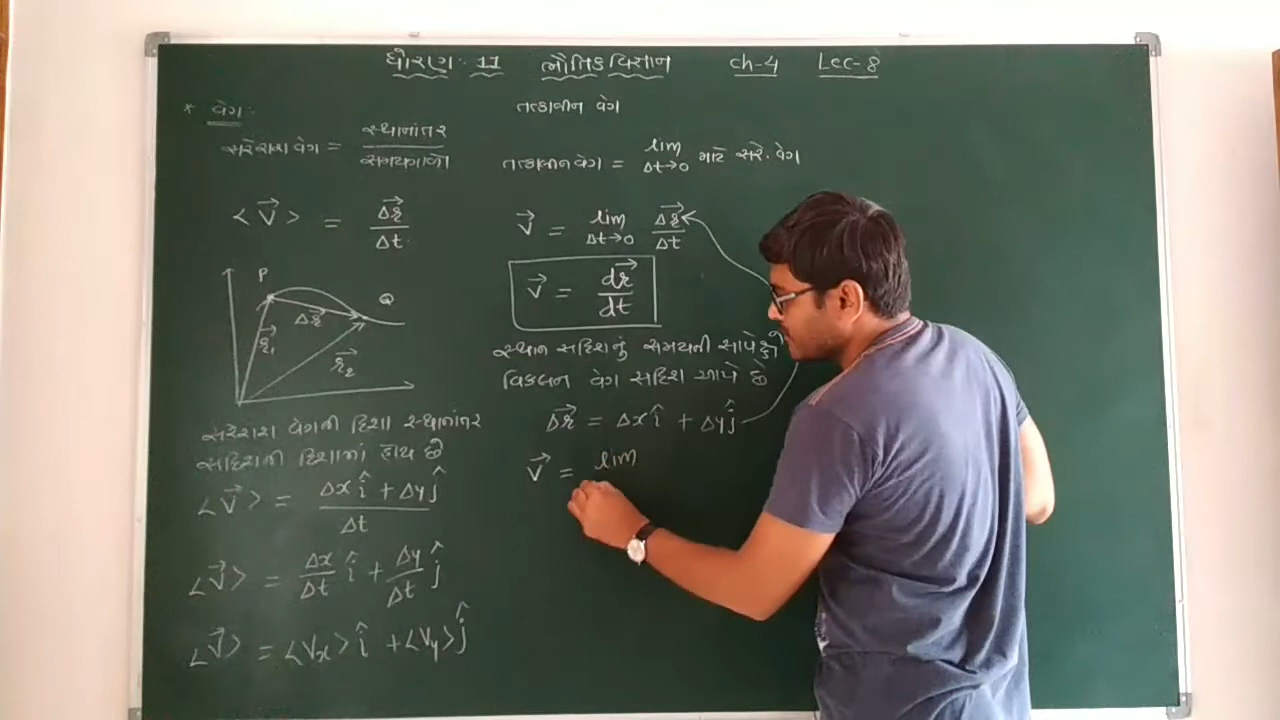 ધોરણ: 11 ભૌતિકવિજ્ઞાન ch-4 Lec-8
* વેગ:
સરેરાશ વેગ = સ્થાનાંતર / સમયગાળો
<v⃗> = Δr⃗ / Δt
P
Q
Δr⃗
r⃗₁
r⃗₂
સરેરાશ વેગની દિશા સ્થાનાંતર
સદિશની દિશામાં હોય છે
<v⃗> = Δx î + Δy ĵ / Δt
<v⃗> = Δx/Δt î + Δy/Δt ĵ
<v⃗> = <Vx> î + <Vy> ĵ
તત્કાલીન વેગ
તત્કાલીન વેગ = lim Δt→0 માટે સરે. વેગ
v⃗ = lim Δt→0 Δr⃗ / Δt
v⃗ = dr⃗ / dt
સ્થાન સદિશનું સમયની સાપેક્ષે
વિકલન વેગ સદિશ આપે છે
Δr⃗ = Δx î + Δy ĵ
v⃗ = lim